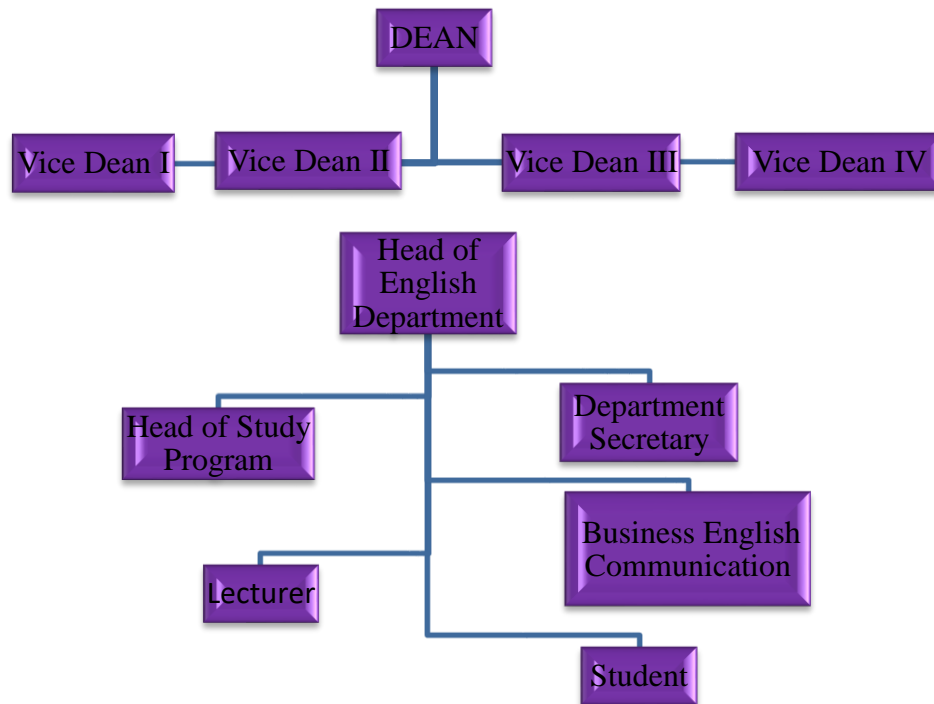 DEAN
Vice Dean I
Vice Dean II
Vice Dean III
Vice Dean IV
Head of
English
Department
Department
Secretary
Head of Study
Program
Business English
Communication
Lecturer
Student